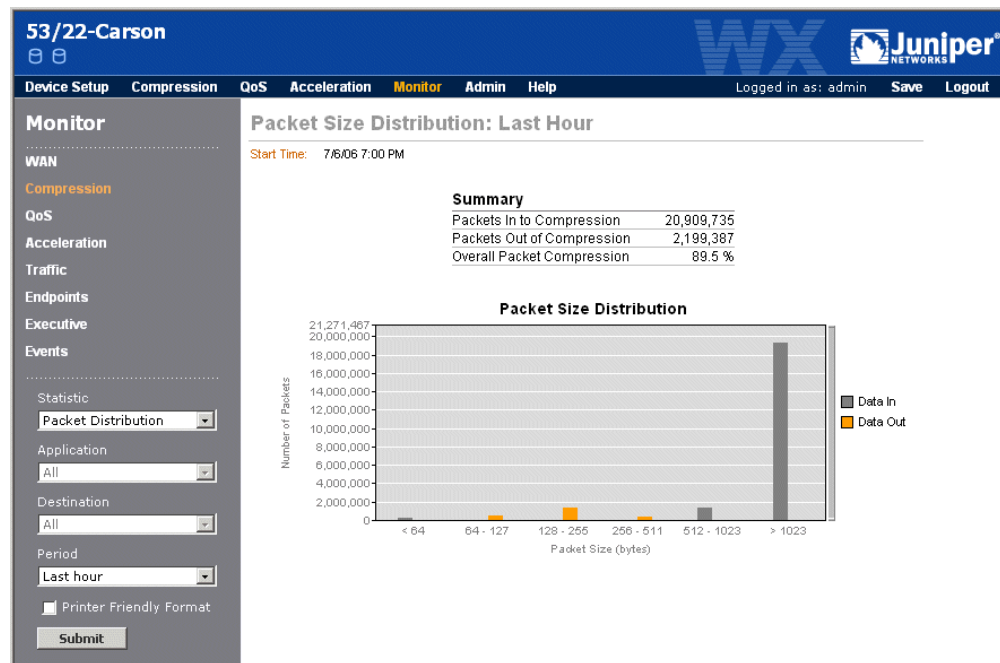 53/22-Carson
WX
Juniper®
NETWORKS
Device Setup Compression QoS Acceleration Monitor Admin Help Logged in as: admin Save Logout
Monitor
WAN
Compression
QoS
Acceleration
Traffic
Endpoints
Executive
Events
Statistic
Packet Distribution
Application
All
Destination
All
Period
Last hour
Printer Friendly Format
Submit
Packet Size Distribution: Last Hour
Start Time: 7/6/06 7:00 PM
Summary
Packets In to Compression 20,909,735
Packets Out of Compression 2,199,387
Overall Packet Compression 89.5 %
Packet Size Distribution
21,271,467
20,000,000
18,000,000
16,000,000
14,000,000
12,000,000
10,000,000
8,000,000
6,000,000
4,000,000
2,000,000
0
Number of Packets
< 64 64 - 127 128 - 255 256 - 511 512 - 1023 > 1023
Packet Size (bytes)
Data In
Data Out